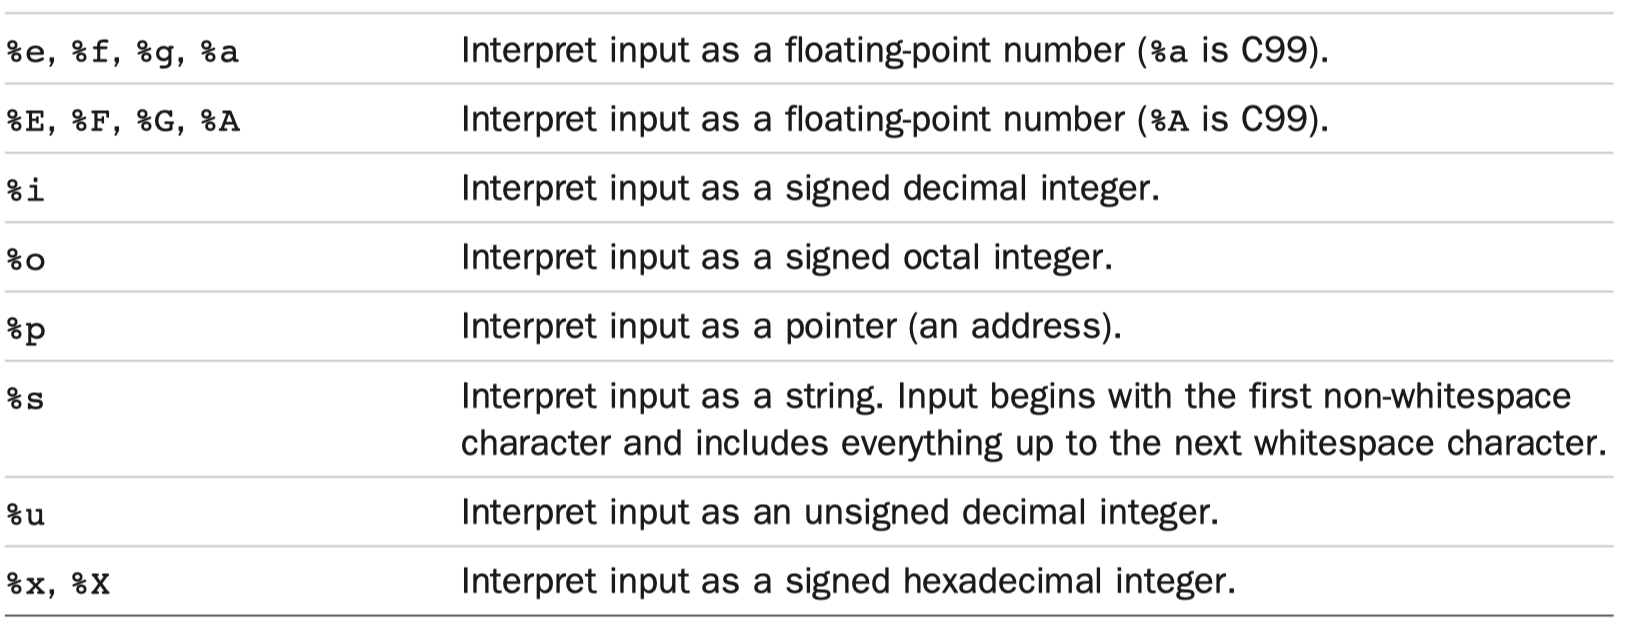 %e, %f, %g, %a Interpret input as a floating-point number (%a is C99).
%E, %F, %G, %A Interpret input as a floating-point number (%A is C99).
%i Interpret input as a signed decimal integer.
%o Interpret input as a signed octal integer.
%p Interpret input as a pointer (an address).
%s Interpret input as a string. Input begins with the first non-whitespace
character and includes everything up to the next whitespace character.
%u Interpret input as an unsigned decimal integer.
%x, %X Interpret input as a signed hexadecimal integer.